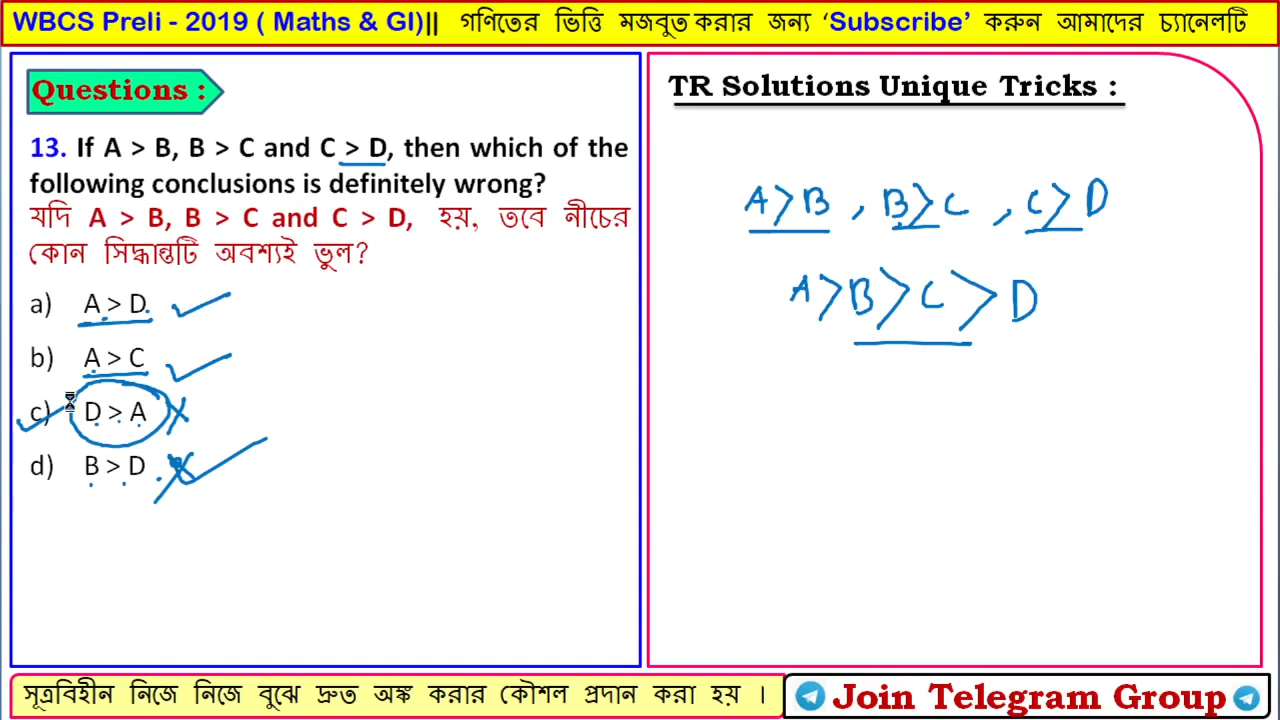 WBCS Preli - 2019 ( Maths & GI)|| গণিতের ভিত্তি মজবুত করার জন্য ‘Subscribe’ করুন আমাদের চ্যানেলটি
Questions :
13. If A > B, B > C and C > D, then which of the
following conclusions is definitely wrong?
যদি A > B, B > C and C > D, হয়, তবে নীচের
কোন সিদ্ধান্তটি অবশ্যই ভুল?
a) A > D
b) A > C
c) D > A
d) B > D
TR Solutions Unique Tricks :
A>B , B>C , C>D
A>B>C>D
সূত্রবিহীন নিজে নিজে বুঝে দ্রুত অঙ্ক করার কৌশল প্রদান করা হয় ।
Join Telegram Group